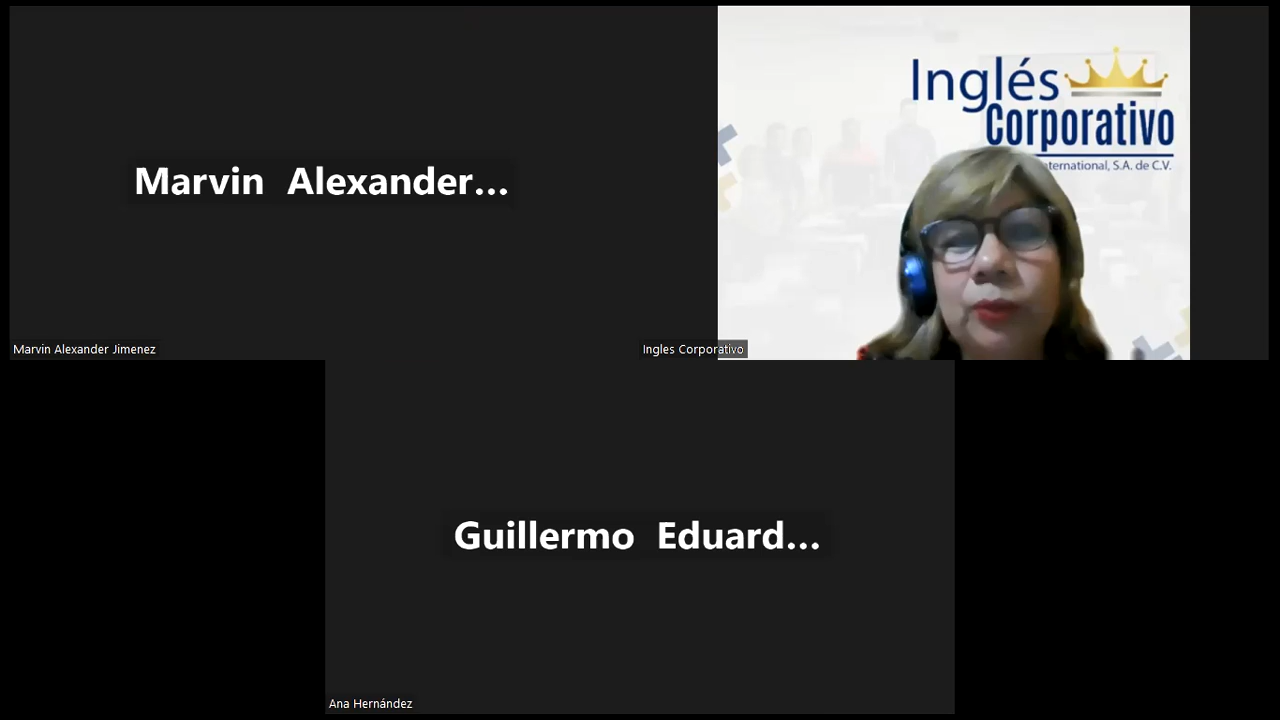 Marvin Alexander...
Marvin Alexander Jimenez
Inglés
Corporativo
International, S.A. de C.V.
Ingles Corporativo
Guillermo Eduard...
Ana Hernández